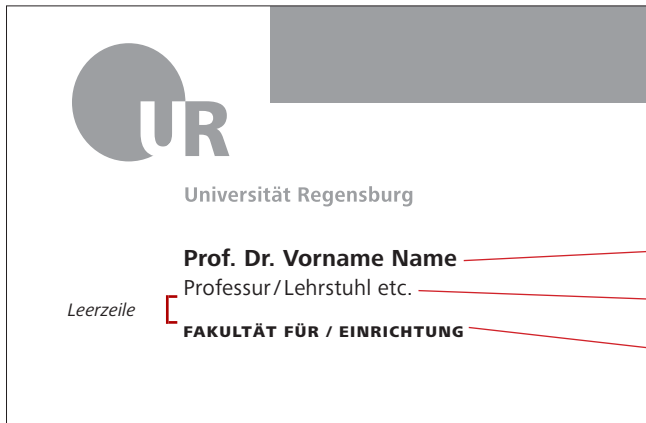 UR
Universität Regensburg
Prof. Dr. Vorname Name
Professur/Lehrstuhl etc.
Leerzeile
FAKULTÄT FÜR / EINRICHTUNG